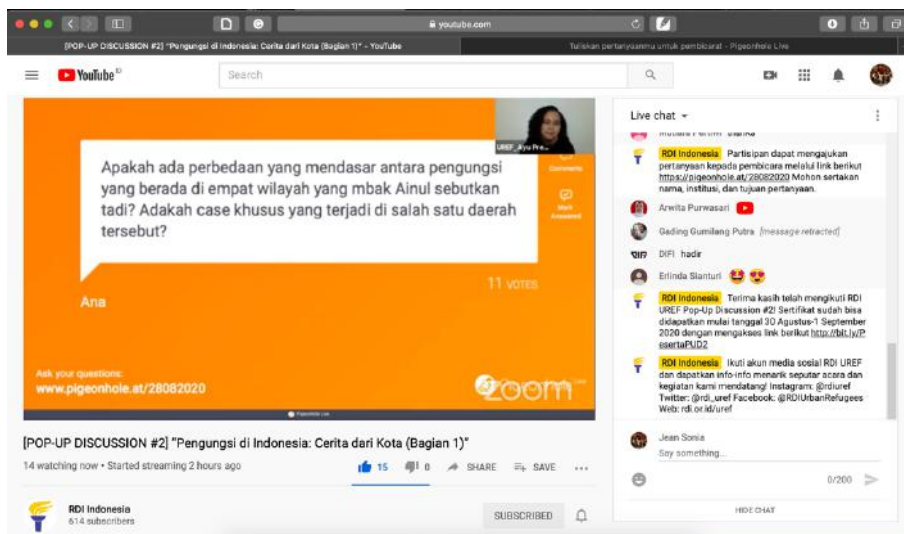 youtube.com
[POP-UP DISCUSSION #2] "Pengungsi di Indonesia: Cerita dari Kota (Bagian 1)" - YouTube
Tuliskan pertanyaanmu untuk pembicara! - Pigeonhole Live
YouTube ID
Search
UREF_Ayu Pre...
Apakah ada perbedaan yang mendasar antara pengungsi
yang berada di empat wilayah yang mbak Ainul sebutkan
tadi? Adakah case khusus yang terjadi di salah satu daerah
tersebut?
Comments
Mark
Answered
11 VOTES
Ana
Ask your questions:
www.pigeonhole.at/28082020
zoom
Pigeonhole Live
[POP-UP DISCUSSION #2] "Pengungsi di Indonesia: Cerita dari Kota (Bagian 1)"
14 watching now • Started streaming 2 hours ago
15
0
SHARE
SAVE
RDI Indonesia
614 subscribers
SUBSCRIBED
Live chat
RDI Indonesia Partisipan dapat mengajukan
pertanyaan kepada pembicara melalui link berikut
https://pigeonhole.at/28082020 Mohon sertakan
nama, institusi, dan tujuan pertanyaan.
Arwita Purwasari
Gading Gumilang Putra [message retracted]
DIFI hadir
Erlinda Sianturi
RDI Indonesia Terima kasih telah mengikuti RDI
UREF Pop-Up Discussion #2! Sertifikat sudah bisa
didapatkan mulai tanggal 30 Agustus-1 September
2020 dengan mengakses link berikut http://bit.ly/P
esertaPUD2
RDI Indonesia Ikuti akun media sosial RDI UREF
dan dapatkan info-info menarik seputar acara dan
kegiatan kami mendatang! Instagram: @rdiuref
Twitter: @rdi_uref Facebook: @RDIUrbanRefugees
Web: rdi.or.id/uref
Jean Sonia
Say something...
0/200
HIDE CHAT